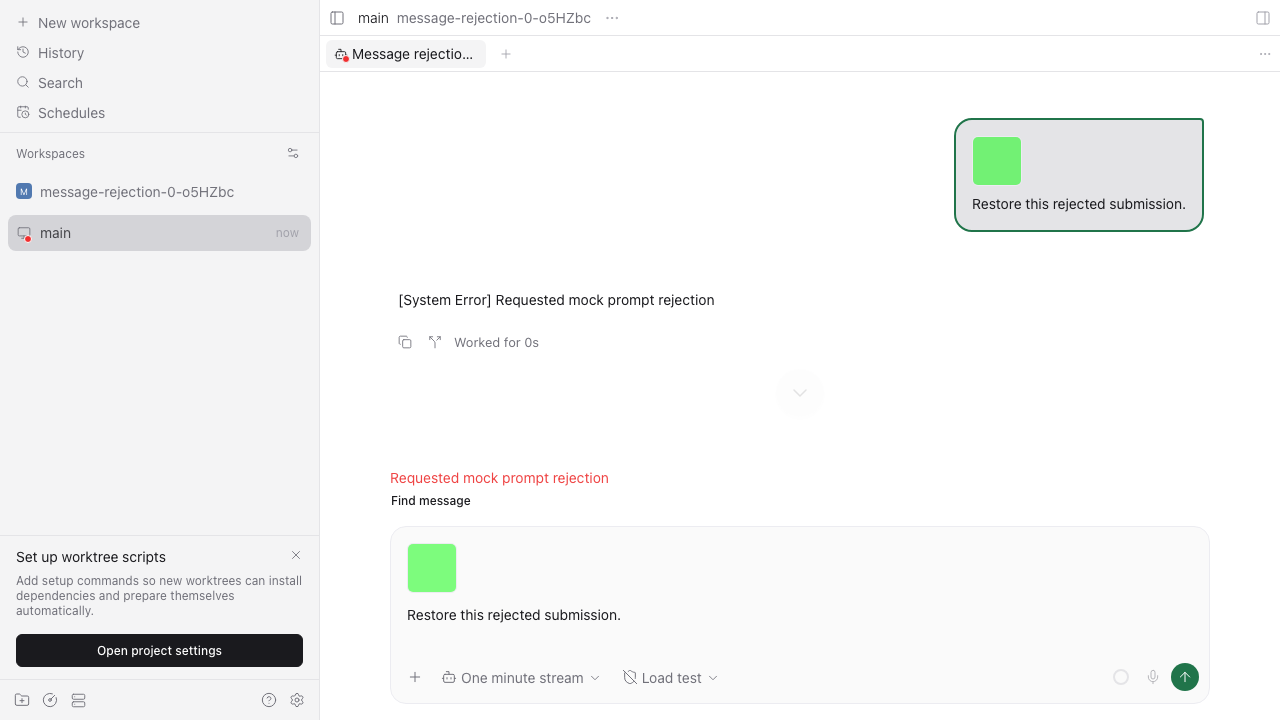 New workspace
History
Search
Schedules
Workspaces
M message-rejection-0-o5HZbc
main now
Set up worktree scripts
Add setup commands so new worktrees can install
dependencies and prepare themselves
automatically.
Open project settings
main message-rejection-0-o5HZbc
Message rejectio...
Restore this rejected submission.
[System Error] Requested mock prompt rejection
Worked for 0s
Requested mock prompt rejection
Find message
Restore this rejected submission.
One minute stream Load test